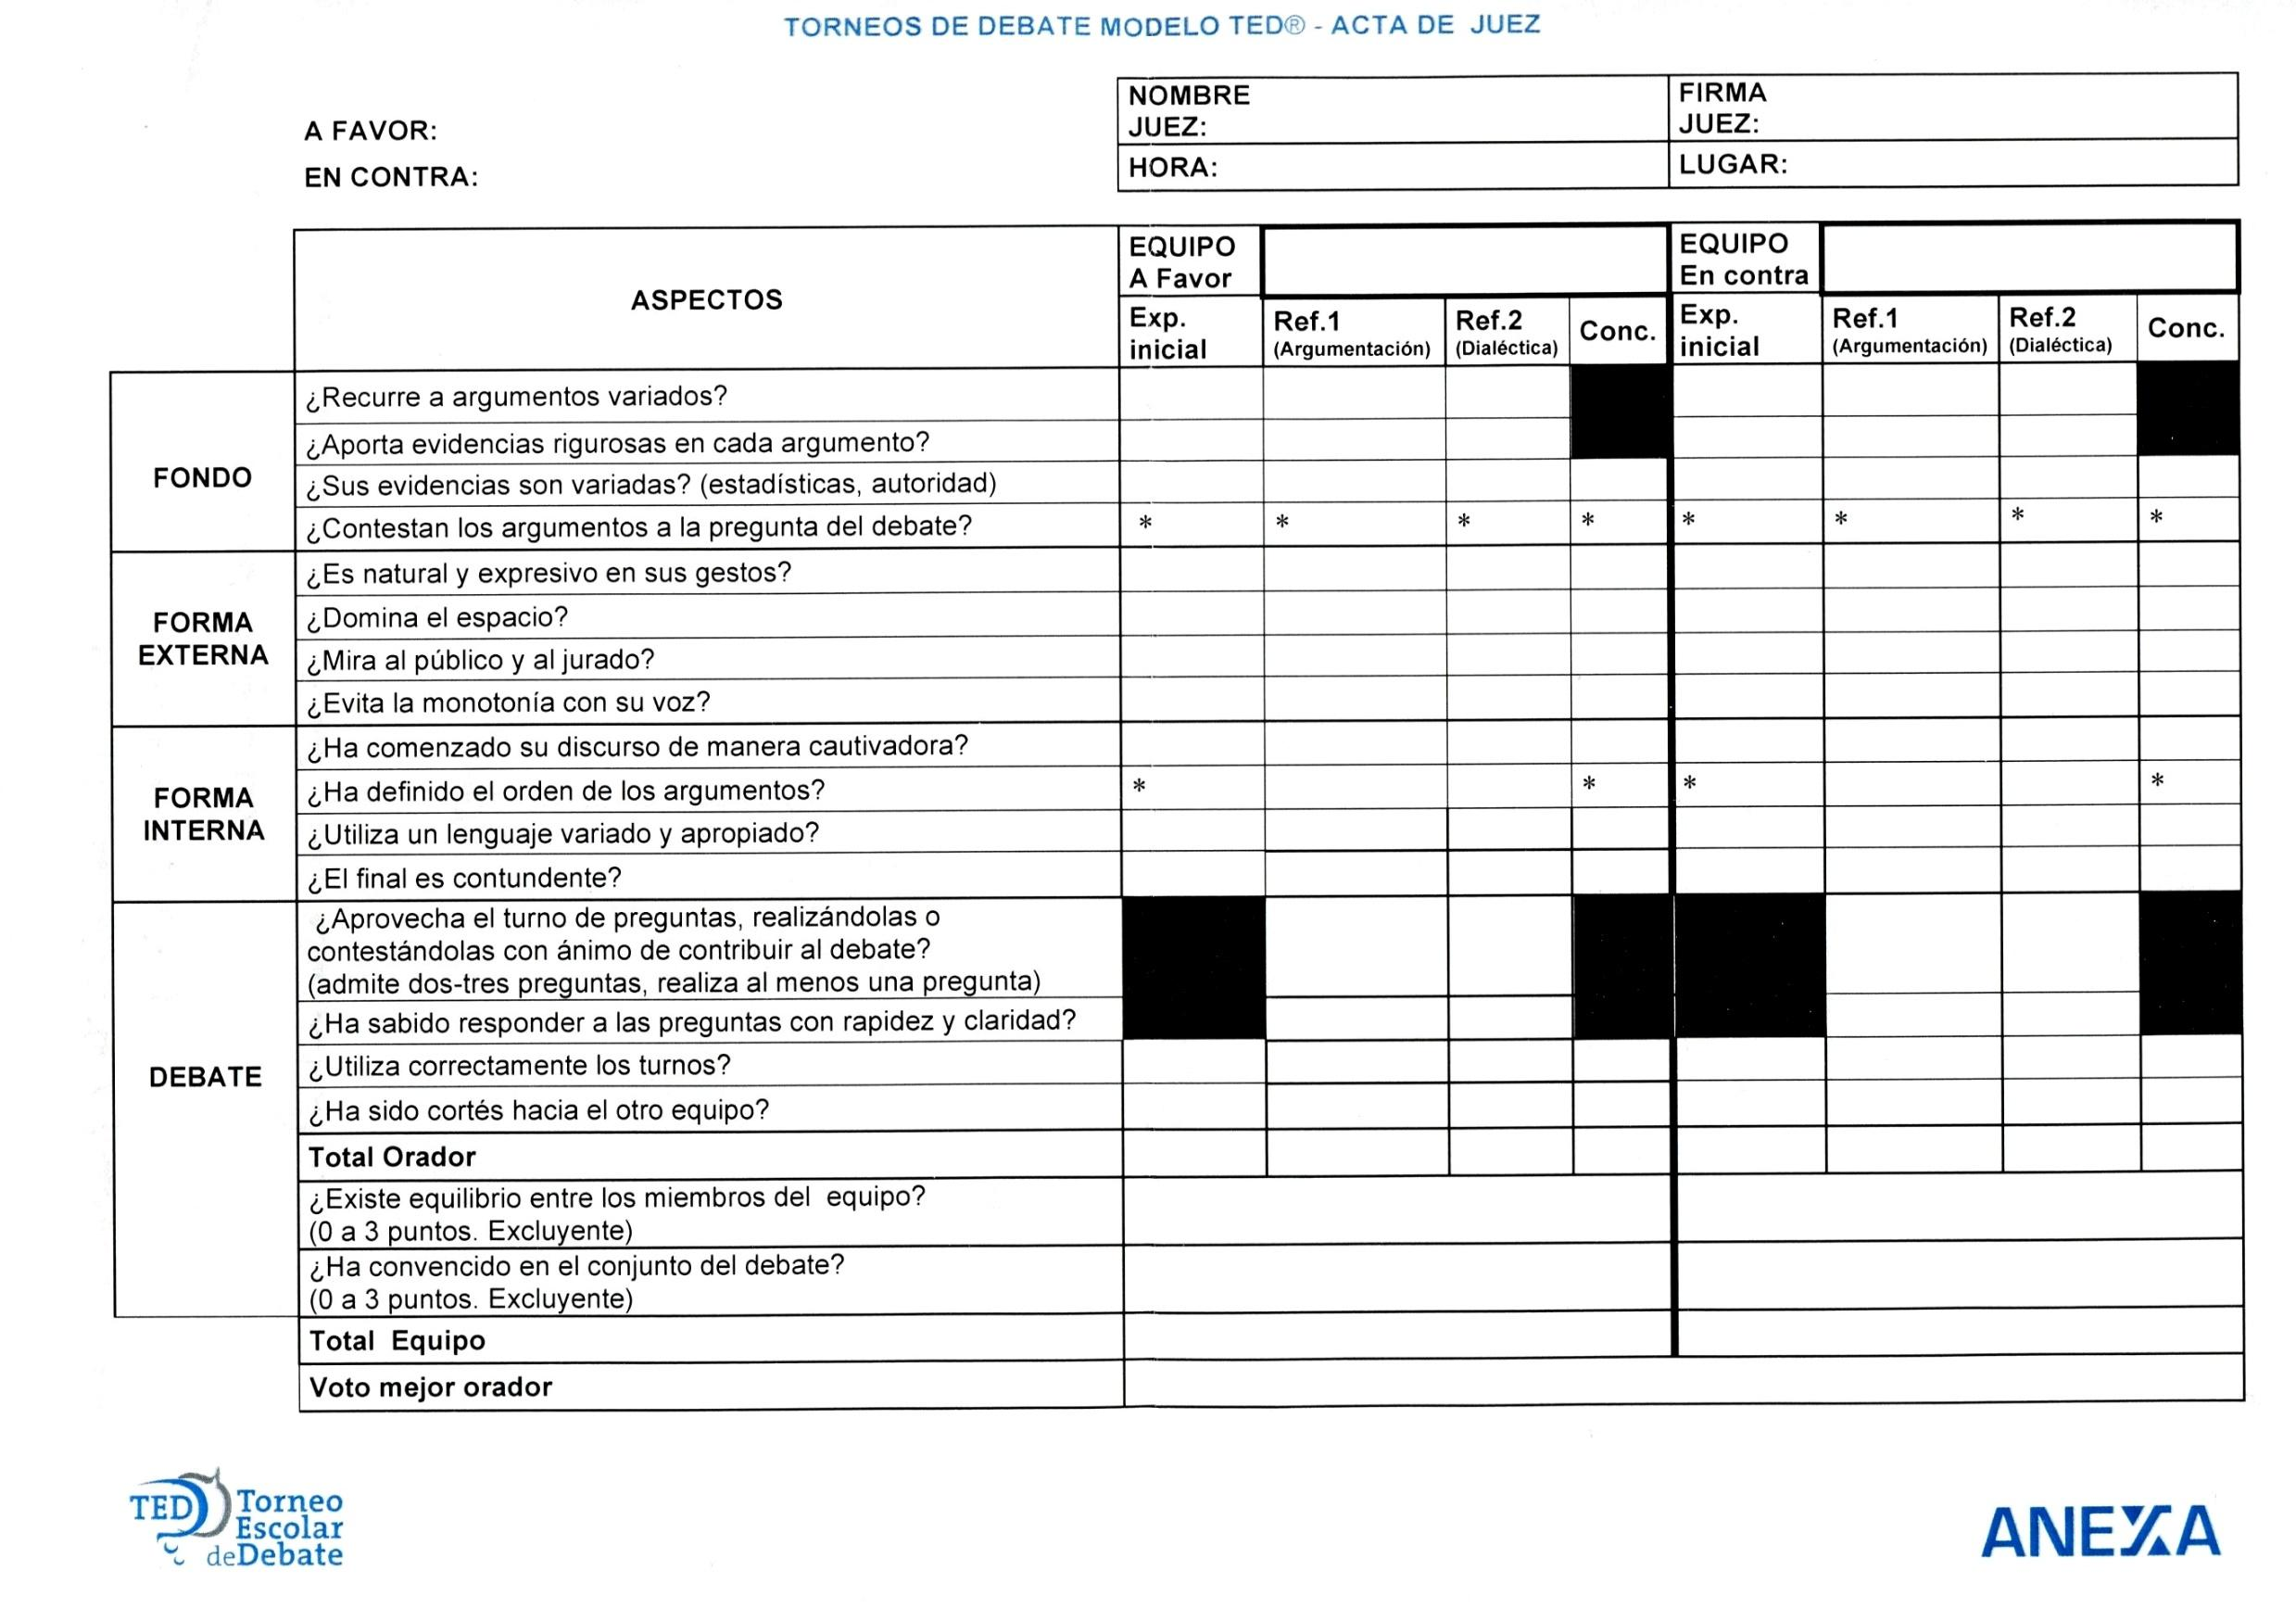 TORNEOS DE DEBATE MODELO TED® - ACTA DE JUEZ
A FAVOR:
EN CONTRA:
NOMBRE
JUEZ:
FIRMA
JUEZ:
HORA:
LUGAR:
ASPECTOS
EQUIPO
A Favor
EQUIPO
En contra
Exp.
inicial
Ref.1
(Argumentación)
Ref.2
(Dialéctica)
Conc.
Exp.
inicial
Ref.1
(Argumentación)
Ref.2
(Dialéctica)
Conc.
FONDO
¿Recurre a argumentos variados?
¿Aporta evidencias rigurosas en cada argumento?
¿Sus evidencias son variadas? (estadísticas, autoridad)
¿Contestan los argumentos a la pregunta del debate? * * * * * * * *
FORMA
EXTERNA
¿Es natural y expresivo en sus gestos?
¿Domina el espacio?
¿Mira al público y al jurado?
¿Evita la monotonía con su voz?
FORMA
INTERNA
¿Ha comenzado su discurso de manera cautivadora?
¿Ha definido el orden de los argumentos? * * * *
¿Utiliza un lenguaje variado y apropiado?
¿El final es contundente?
DEBATE
¿Aprovecha el turno de preguntas, realizándolas o
contestándolas con ánimo de contribuir al debate?
(admite dos-tres preguntas, realiza al menos una pregunta)
¿Ha sabido responder a las preguntas con rapidez y claridad?
¿Utiliza correctamente los turnos?
¿Ha sido cortés hacia el otro equipo?
Total Orador
¿Existe equilibrio entre los miembros del equipo?
(0 a 3 puntos. Excluyente)
¿Ha convencido en el conjunto del debate?
(0 a 3 puntos. Excluyente)
Total Equipo
Voto mejor orador
TED Torneo
Escolar
deDebate
ANEXA